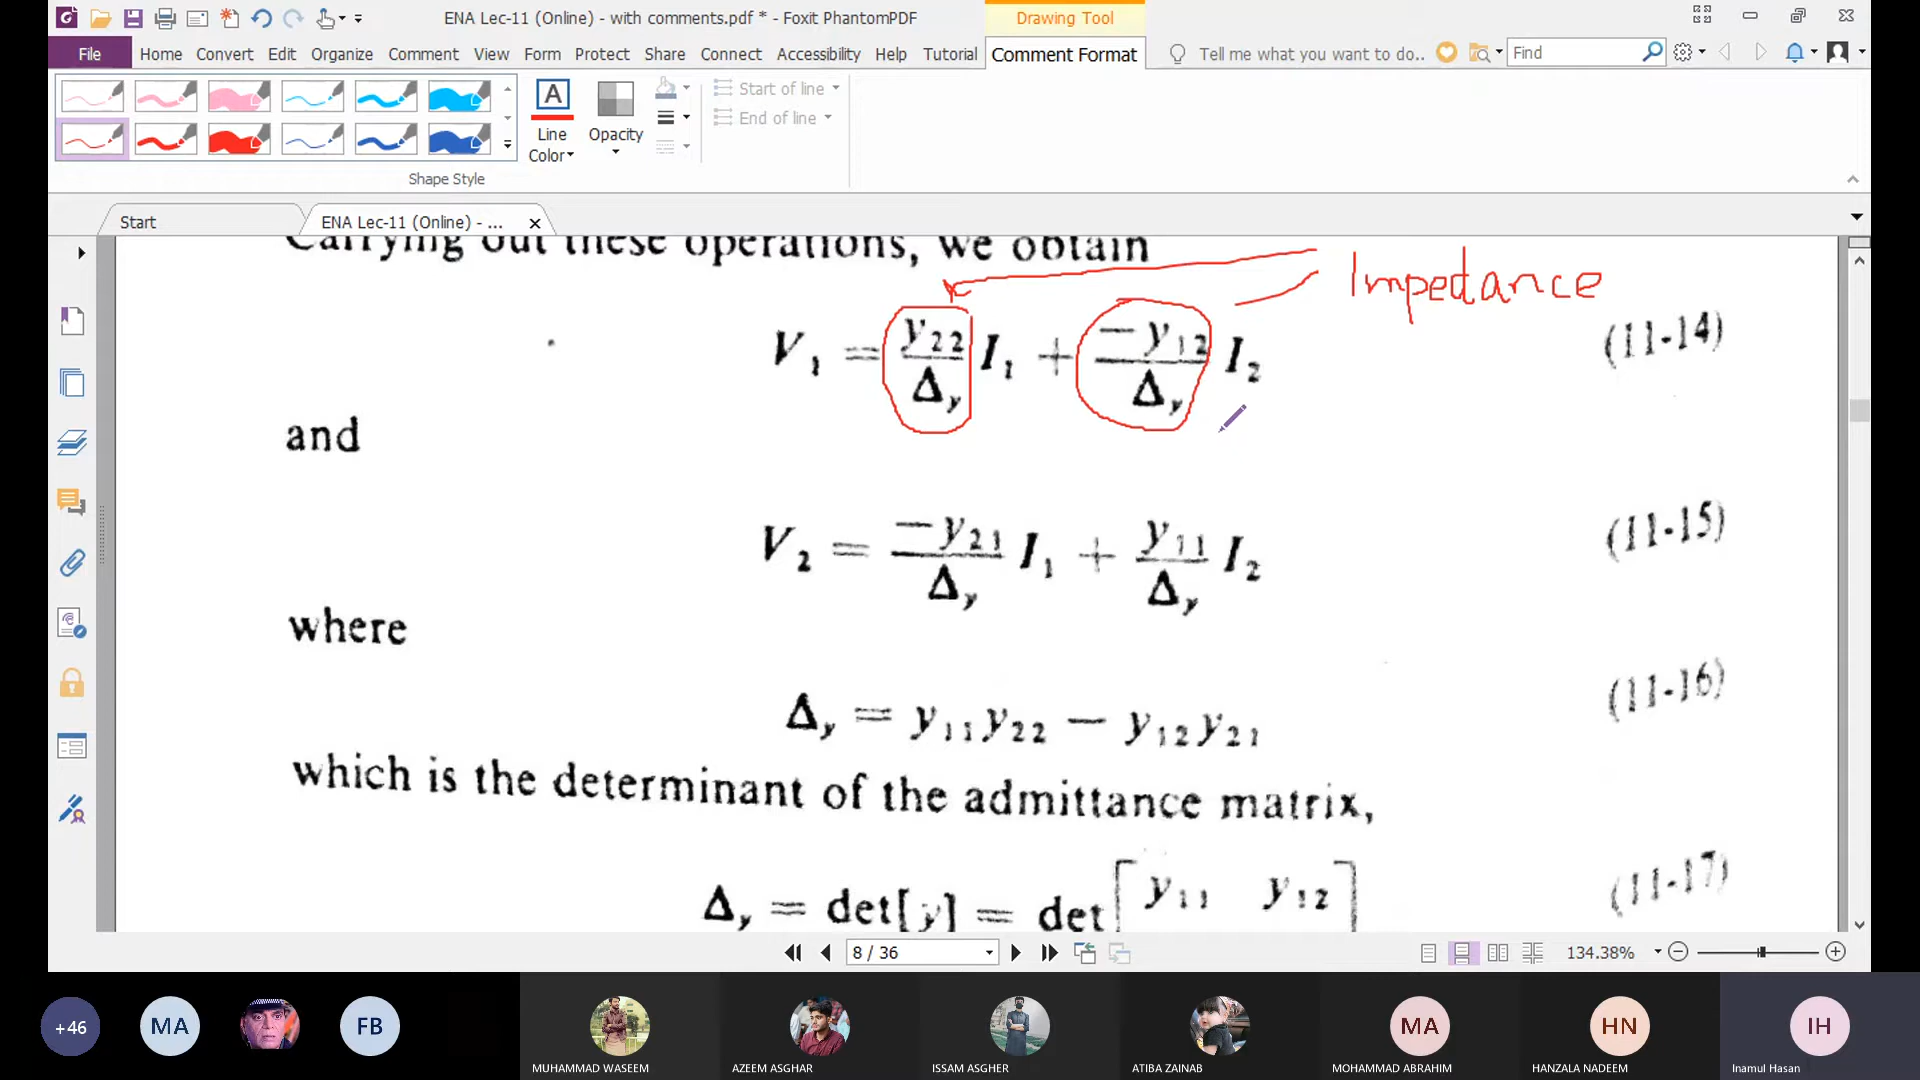 ENA Lec-11 (Online) - with comments.pdf * - Foxit PhantomPDF
Drawing Tool
File Home Convert Edit Organize Comment View Form Protect Share Connect Accessibility Help Tutorial Comment Format Tell me what you want to do.. Find
Line Color
Opacity
Start of line
End of line
Shape Style
Start
ENA Lec-11 (Online) - ...
Carrying out these operations, we obtain
Impedance
V₁ = y₂₂/Δy I₁ + −y₁₂/Δy I₂ (11-14)
and
V₂ = −y₂₁/Δy I₁ + y₁₁/Δy I₂ (11-15)
where
Δy = y₁₁y₂₂ − y₁₂y₂₁ (11-16)
which is the determinant of the admittance matrix,
Δy = det[y] = det [ y₁₁ y₁₂ ] (11-17)
8 / 36
134.38%
+46 MA FB MA HN IH
MUHAMMAD WASEEM AZEEM ASGHAR ISSAM ASGHER ATIBA ZAINAB MOHAMMAD ABRAHIM HANZALA NADEEM Inamul Hasan